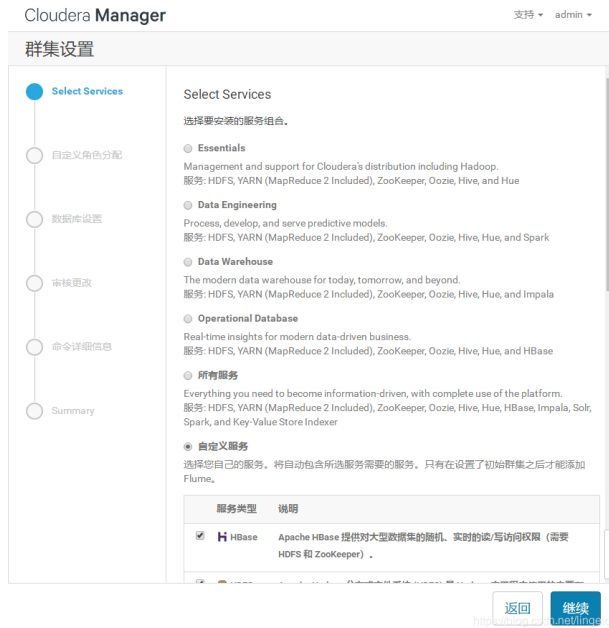 Cloudera Manager
支持 admin
群集设置
Select Services
自定义角色分配
数据库设置
审核更改
命令详细信息
Summary
Select Services
选择要安装的服务组合。
Essentials
Management and support for Cloudera's distribution including Hadoop.
服务: HDFS, YARN (MapReduce 2 Included), ZooKeeper, Oozie, Hive, and Hue
Data Engineering
Process, develop, and serve predictive models.
服务: HDFS, YARN (MapReduce 2 Included), ZooKeeper, Oozie, Hive, Hue, and Spark
Data Warehouse
The modern data warehouse for today, tomorrow, and beyond.
服务: HDFS, YARN (MapReduce 2 Included), ZooKeeper, Oozie, Hive, Hue, and Impala
Operational Database
Real-time insights for modern data-driven business.
服务: HDFS, YARN (MapReduce 2 Included), ZooKeeper, Oozie, Hive, Hue, and HBase
所有服务
Everything you need to become information-driven, with complete use of the platform.
服务: HDFS, YARN (MapReduce 2 Included), ZooKeeper, Oozie, Hive, Hue, HBase, Impala, Solr,
Spark, and Key-Value Store Indexer
自定义服务
选择您自己的服务。将自动包含所选服务需要的服务。只有在设置了初始群集之后才能添加
Flume。
服务类型 说明
HBase Apache HBase 提供对大型数据集的随机、实时的读/写访问权限（需要
HDFS 和 ZooKeeper）。
返回 继续